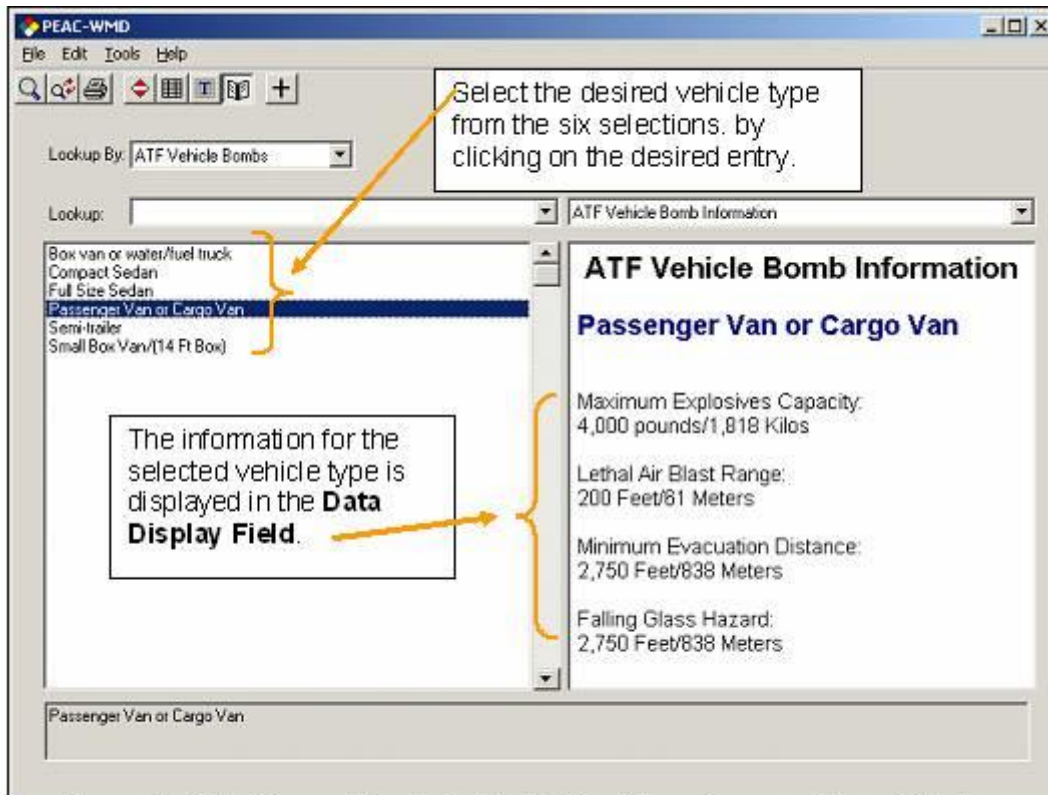 PEAC-WMD
File Edit Tools Help
Select the desired vehicle type
from the six selections. by
clicking on the desired entry.
Lookup By: ATF Vehicle Bombs
Lookup:
ATF Vehicle Bomb Information
Box van or water/fuel truck
Compact Sedan
Full Size Sedan
Passenger Van or Cargo Van
Semi-trailer
Small Box Van/(14 Ft Box)
The information for the
selected vehicle type is
displayed in the Data
Display Field.
ATF Vehicle Bomb Information
Passenger Van or Cargo Van
Maximum Explosives Capacity:
4,000 pounds/1,818 Kilos
Lethal Air Blast Range:
200 Feet/61 Meters
Minimum Evacuation Distance:
2,750 Feet/838 Meters
Falling Glass Hazard:
2,750 Feet/838 Meters
Passenger Van or Cargo Van